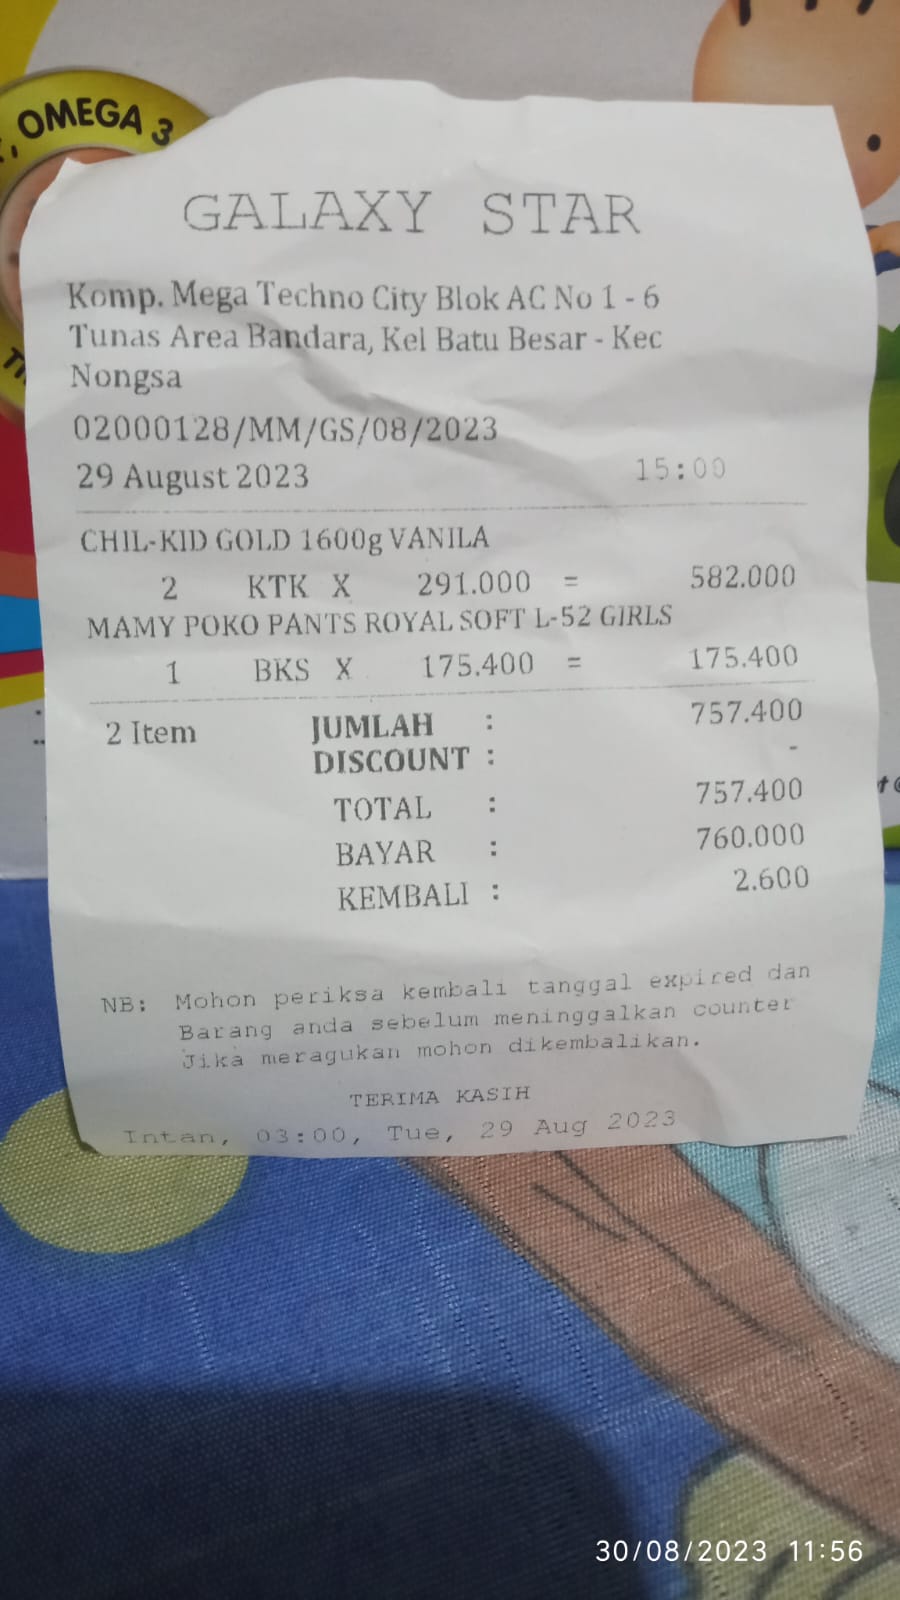 , OMEGA 3
GALAXY STAR
Komp. Mega Techno City Blok AC No 1 - 6
Tunas Area Bandara, Kel Batu Besar - Kec
Nongsa
02000128/MM/GS/08/2023
29 August 2023 15:00
CHIL-KID GOLD 1600g VANILA
2 KTK X 291.000 = 582.000
MAMY POKO PANTS ROYAL SOFT L-52 GIRLS
1 BKS X 175.400 = 175.400
2 Item JUMLAH : 757.400
DISCOUNT : -
TOTAL : 757.400
BAYAR : 760.000
KEMBALI : 2.600
NB: Mohon periksa kembali tanggal expired dan
Barang anda sebelum meninggalkan counter
Jika meragukan mohon dikembalikan.
TERIMA KASIH
Intan, 03:00, Tue, 29 Aug 2023
30/08/2023 11:56